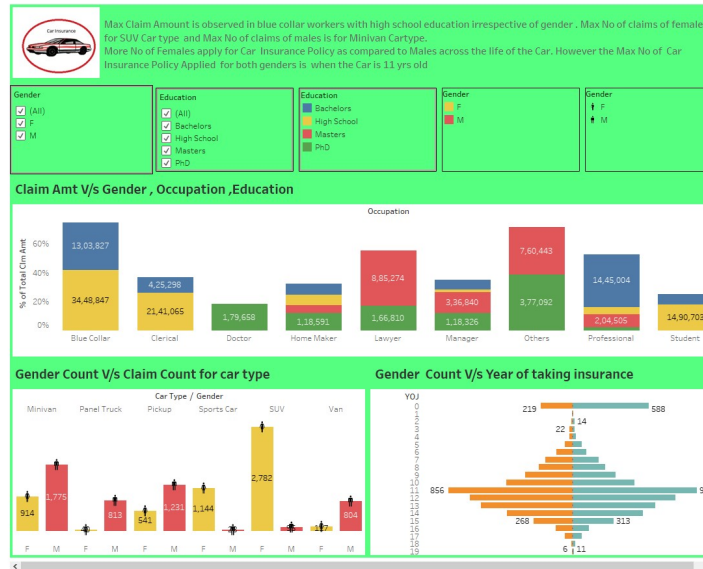 Car Insurance
Max Claim Amount is observed in blue collar workers with high school education irrespective of gender . Max No of claims of female
for SUV Car type and Max No of claims of males is for Minivan Cartype.
More No of Females apply for Car Insurance Policy as compared to Males across the life of the Car. However the Max No of Car
Insurance Policy Applied for both genders is when the Car is 11 yrs old
Gender
(All)
F
M
Education
(All)
Bachelors
High School
Masters
PhD
Education
Bachelors
High School
Masters
PhD
Gender
F
M
Gender
F
M
Claim Amt V/s Gender , Occupation ,Education
Occupation
% of Total Clm Amt
60%
40%
20%
0%
13,03,827
34,48,847
4,25,298
21,41,065
1,79,658
1,18,591
8,85,274
1,66,810
3,36,840
1,18,326
7,60,443
3,77,092
14,45,004
2,04,505
14,90,703
Blue Collar Clerical Doctor Home Maker Lawyer Manager Others Professional Student
Gender Count V/s Claim Count for car type
Car Type / Gender
Minivan Panel Truck Pickup Sports Car SUV Van
914 1,775 813 541 1,231 1,144 2,782 804
F M F M F M F M F M F M
Gender Count V/s Year of taking insurance
YOJ
0 219 588
1
2 14
3 22
4
5
6
7
8
9
10
11 856 9
12
13
14
15 268 313
16
17
18
19 6 11